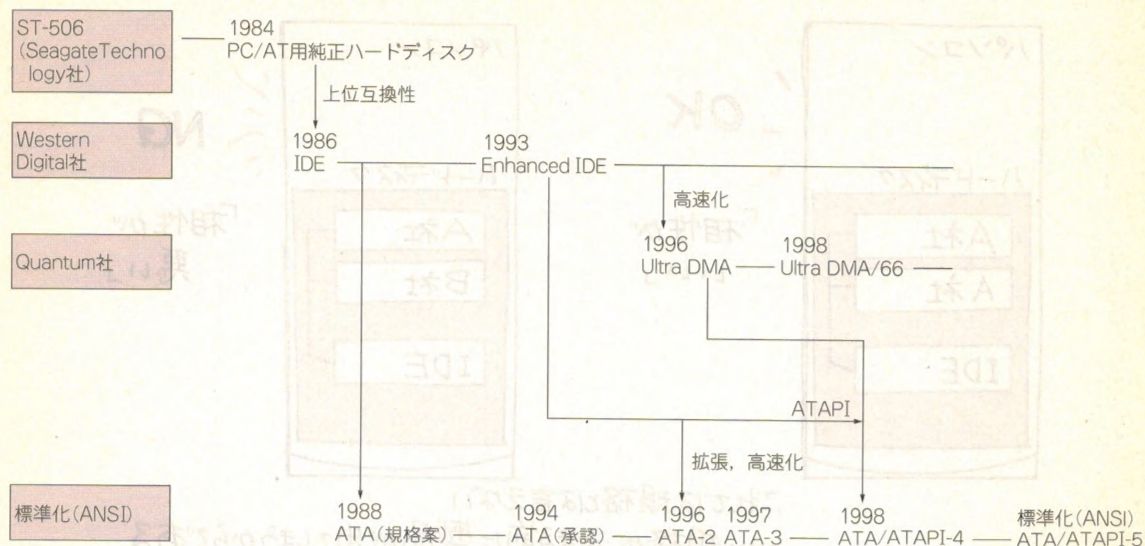 ST-506
(SeagateTechno
logy社)
1984
PC/AT用純正ハードディスク
上位互換性
Western
Digital社
1986
IDE
1993
Enhanced IDE
高速化
Quantum社
1996
Ultra DMA
1998
Ultra DMA/66
ATAPI
拡張，高速化
標準化(ANSI)
1988
ATA(規格案)
1994
ATA(承認)
1996
ATA-2
1997
ATA-3
1998
ATA/ATAPI-4
標準化(ANSI)
ATA/ATAPI-5